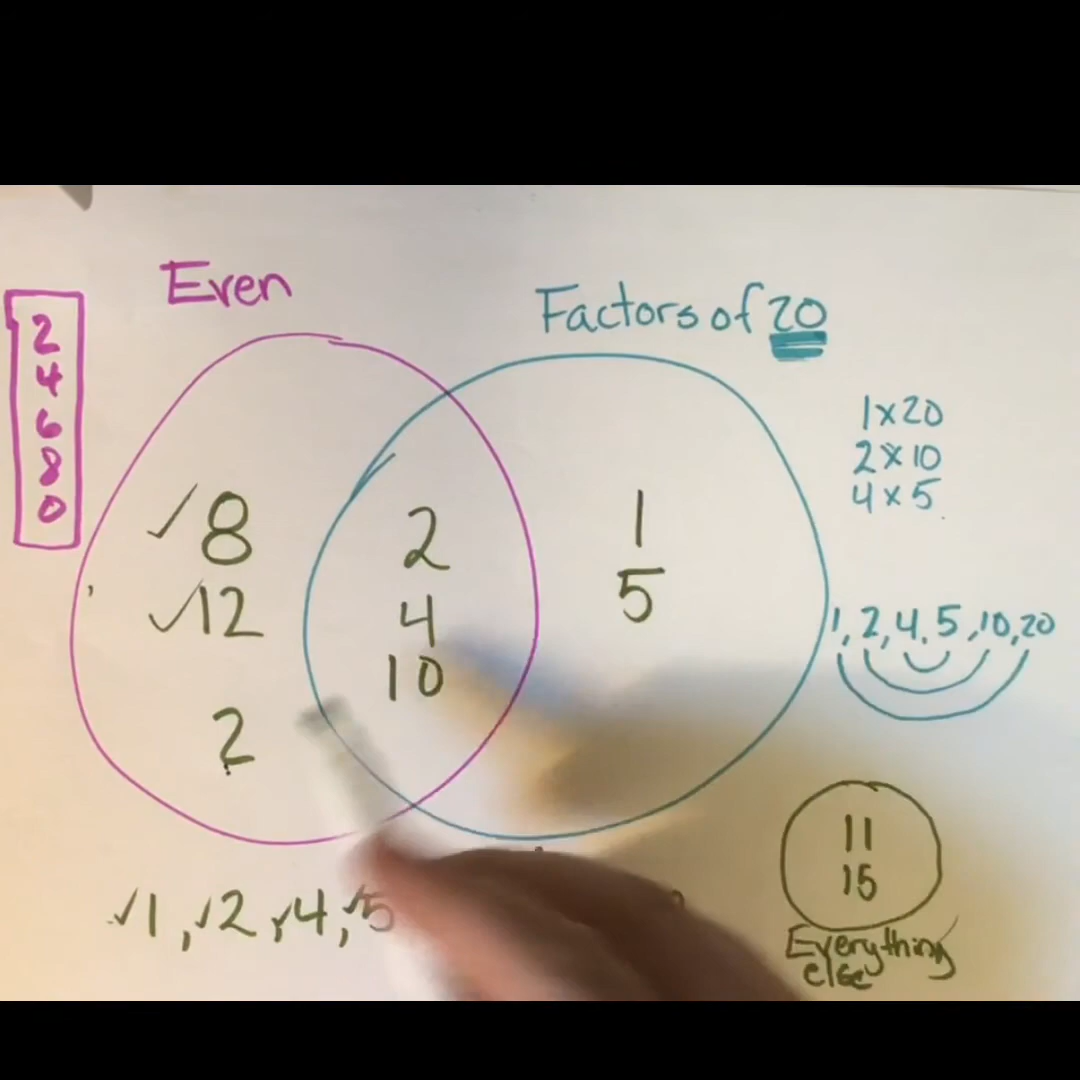 Even
Factors of 20
2
4
6
8
0
1x20
2x10
4x5
8
12
2
2
4
10
1
5
1, 2, 4, 5, 10, 20
11
15
Everything
else
1, 2, 4, 5